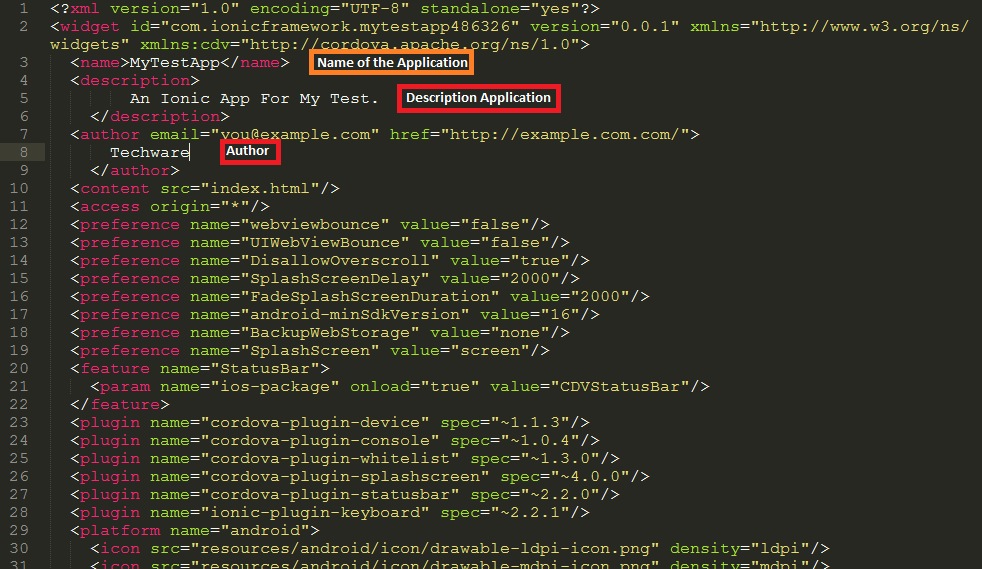 1 <?xml version="1.0" encoding="UTF-8" standalone="yes"?>
2 <widget id="com.ionicframework.mytestapp486326" version="0.0.1" xmlns="http://www.w3.org/ns/
widgets" xmlns:cdv="http://cordova.apache.org/ns/1.0">
3 <name>MyTestApp</name> Name of the Application
4 <description>
5 An Ionic App For My Test. Description Application
6 </description>
7 <author email="you@example.com" href="http://example.com.com/">
8 Techware Author
9 </author>
10 <content src="index.html"/>
11 <access origin="*"/>
12 <preference name="webviewbounce" value="false"/>
13 <preference name="UIWebViewBounce" value="false"/>
14 <preference name="DisallowOverscroll" value="true"/>
15 <preference name="SplashScreenDelay" value="2000"/>
16 <preference name="FadeSplashScreenDuration" value="2000"/>
17 <preference name="android-minSdkVersion" value="16"/>
18 <preference name="BackupWebStorage" value="none"/>
19 <preference name="SplashScreen" value="screen"/>
20 <feature name="StatusBar">
21 <param name="ios-package" onload="true" value="CDVStatusBar"/>
22 </feature>
23 <plugin name="cordova-plugin-device" spec="~1.1.3"/>
24 <plugin name="cordova-plugin-console" spec="~1.0.4"/>
25 <plugin name="cordova-plugin-whitelist" spec="~1.3.0"/>
26 <plugin name="cordova-plugin-splashscreen" spec="~4.0.0"/>
27 <plugin name="cordova-plugin-statusbar" spec="~2.2.0"/>
28 <plugin name="ionic-plugin-keyboard" spec="~2.2.1"/>
29 <platform name="android">
30 <icon src="resources/android/icon/drawable-ldpi-icon.png" density="ldpi"/>
31 <icon src="resources/android/icon/drawable-mdpi-icon.png" density="mdpi"/>